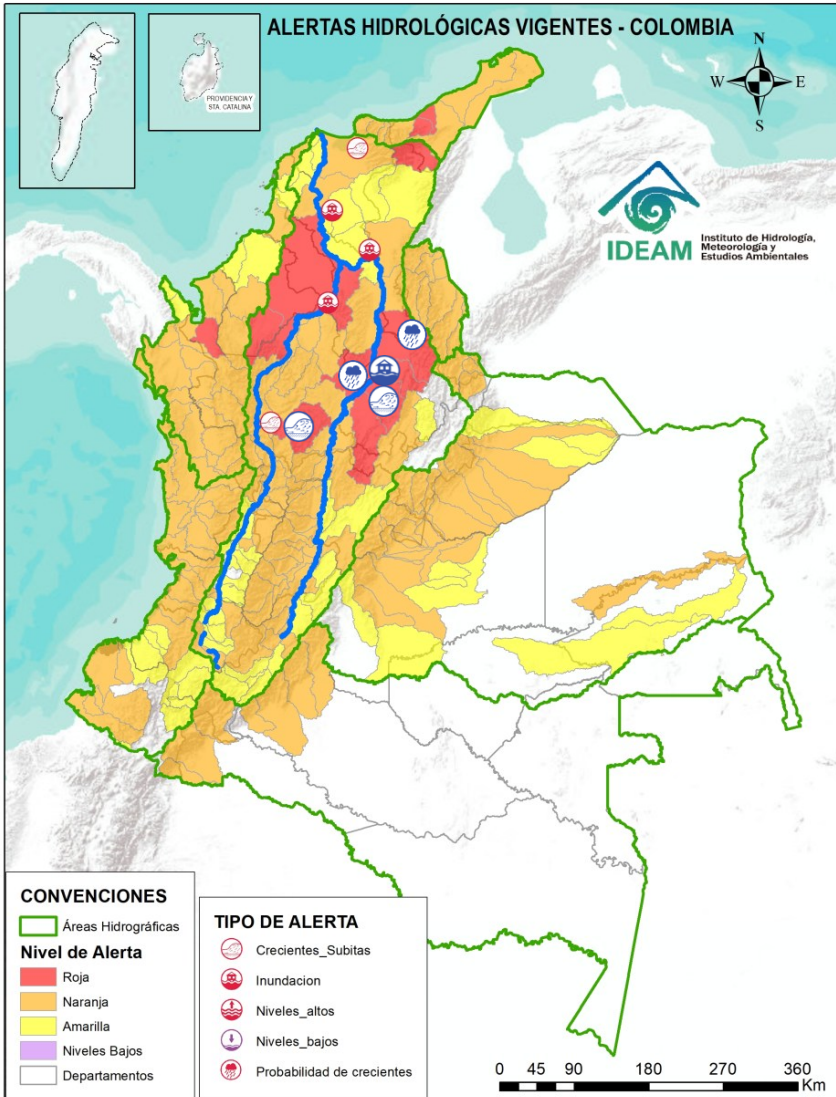 ALERTAS HIDROLÓGICAS VIGENTES - COLOMBIA
PROVIDENCIA Y
STA. CATALINA
N
W
E
S
IDEAM
Instituto de Hidrología,
Meteorología y
Estudios Ambientales
CONVENCIONES
Áreas Hidrográficas
Nivel de Alerta
Roja
Naranja
Amarilla
Niveles Bajos
Departamentos
TIPO DE ALERTA
Crecientes_Subitas
Inundacion
Niveles_altos
Niveles_bajos
Probabilidad de crecientes
0 45 90 180 270 360
Km